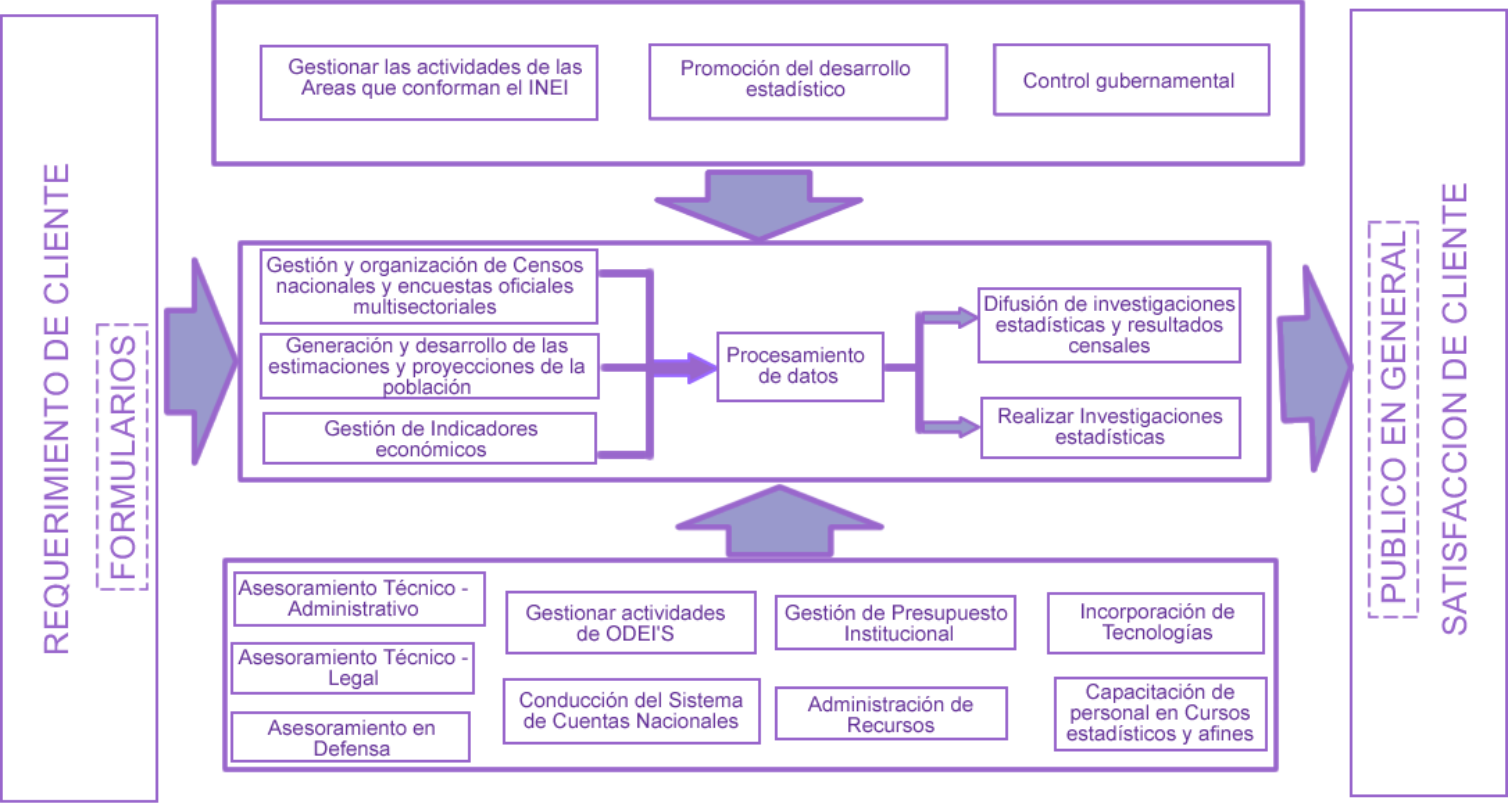 REQUERIMIENTO DE CLIENTE
FORMULARIOS
Gestionar las actividades de las
Areas que conforman el INEI
Promoción del desarrollo
estadístico
Control gubernamental
Gestión y organización de Censos
nacionales y encuestas oficiales
multisectoriales
Generación y desarrollo de las
estimaciones y proyecciones de la
población
Gestión de Indicadores
económicos
Procesamiento
de datos
Difusión de investigaciones
estadísticas y resultados
censales
Realizar Investigaciones
estadísticas
Asesoramiento Técnico -
Administrativo
Asesoramiento Técnico -
Legal
Asesoramiento en
Defensa
Gestionar actividades
de ODEI'S
Conducción del Sistema
de Cuentas Nacionales
Gestión de Presupuesto
Institucional
Administración de
Recursos
Incorporación de
Tecnologías
Capacitación de
personal en Cursos
estadísticos y afines
PUBLICO EN GENERAL
SATISFACCION DE CLIENTE